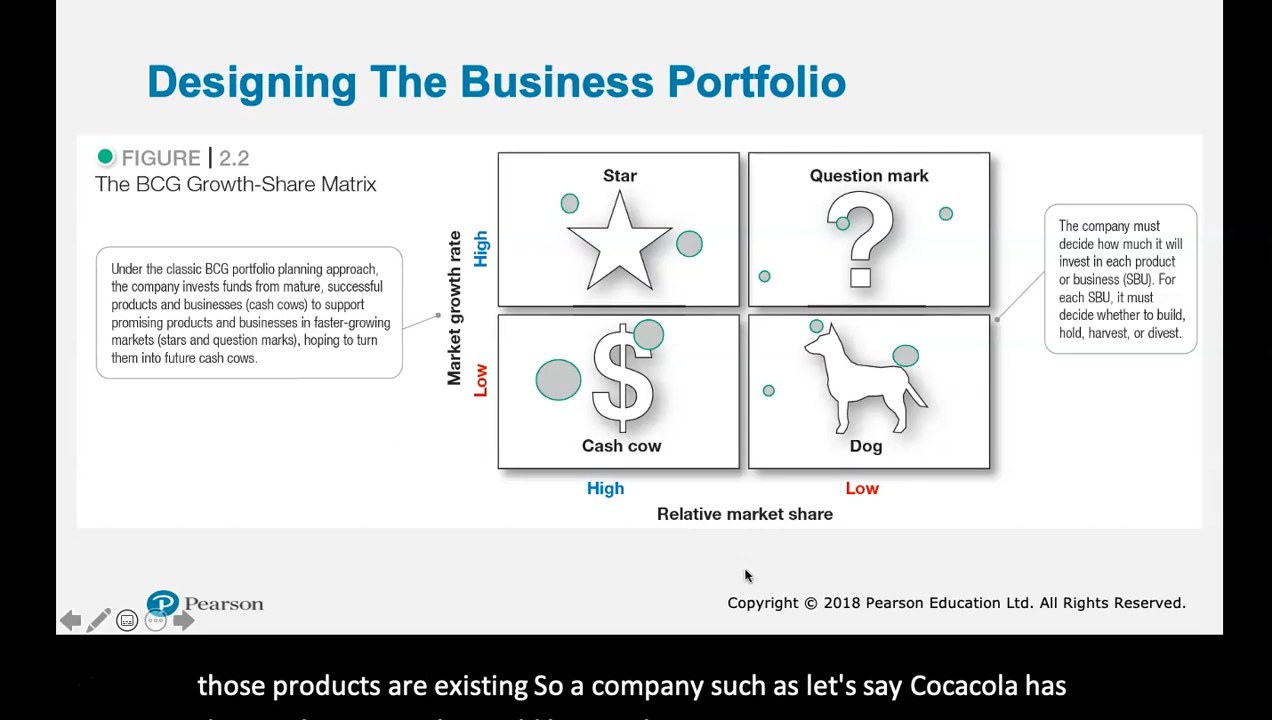 Designing The Business Portfolio
FIGURE | 2.2
The BCG Growth-Share Matrix
Under the classic BCG portfolio planning approach,
the company invests funds from mature, successful
products and businesses (cash cows) to support
promising products and businesses in faster-growing
markets (stars and question marks), hoping to turn
them into future cash cows.
Market growth rate
High
Low
Star
Question mark
?
$
Cash cow
Dog
High
Low
Relative market share
The company must
decide how much it will
invest in each product
or business (SBU). For
each SBU, it must
decide whether to build,
hold, harvest, or divest.
Pearson
Copyright © 2018 Pearson Education Ltd. All Rights Reserved.
those products are existing So a company such as let's say Cocacola has